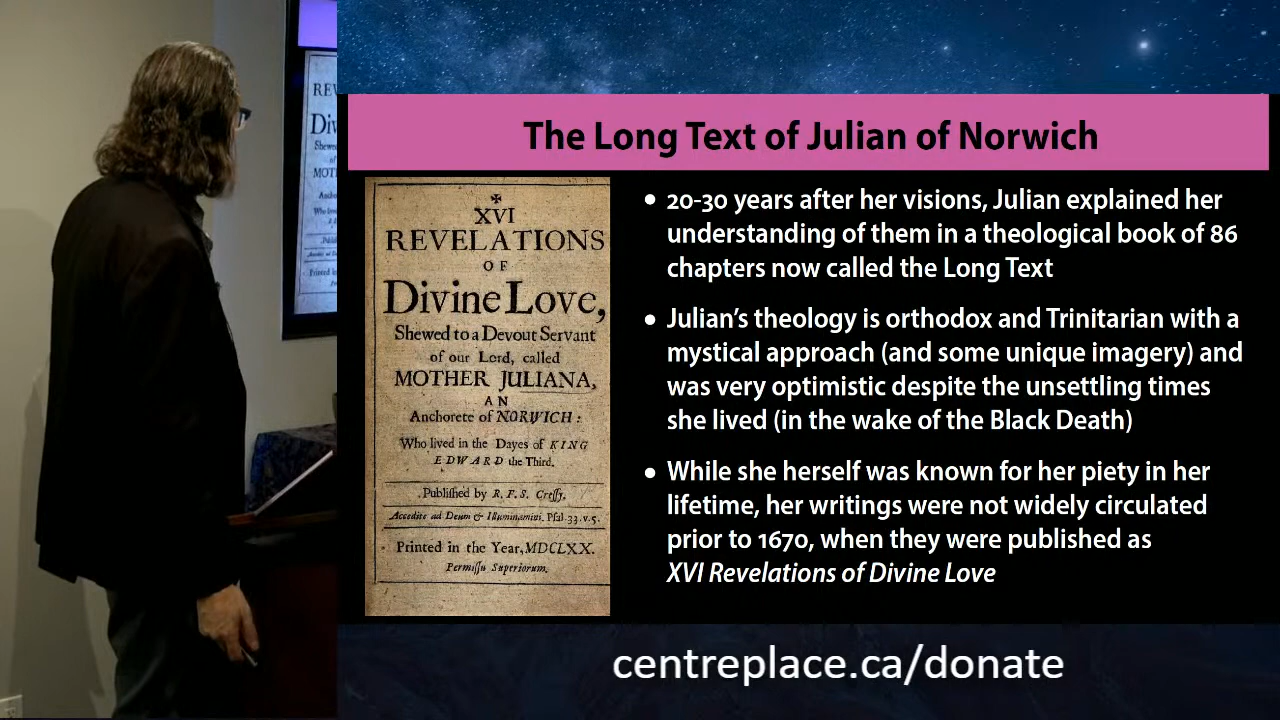 The Long Text of Julian of Norwich
XVI
REVELATIONS
OF
Divine Love,
Shewed to a Devout Servant
of our Lord, called
MOTHER JULIANA,
AN
Anchorete of NORWICH:
Who lived in the Dayes of KING
EDWARD the Third.
Published by R. F. S. Cressy.
Accedite ad Deum & Illuminamini. Psal. 33. v. 5.
Printed in the Year, MDCLXX.
Permissu Superiorum.
• 20-30 years after her visions, Julian explained her
understanding of them in a theological book of 86
chapters now called the Long Text
• Julian's theology is orthodox and Trinitarian with a
mystical approach (and some unique imagery) and
was very optimistic despite the unsettling times
she lived (in the wake of the Black Death)
• While she herself was known for her piety in her
lifetime, her writings were not widely circulated
prior to 1670, when they were published as
XVI Revelations of Divine Love
centreplace.ca/donate